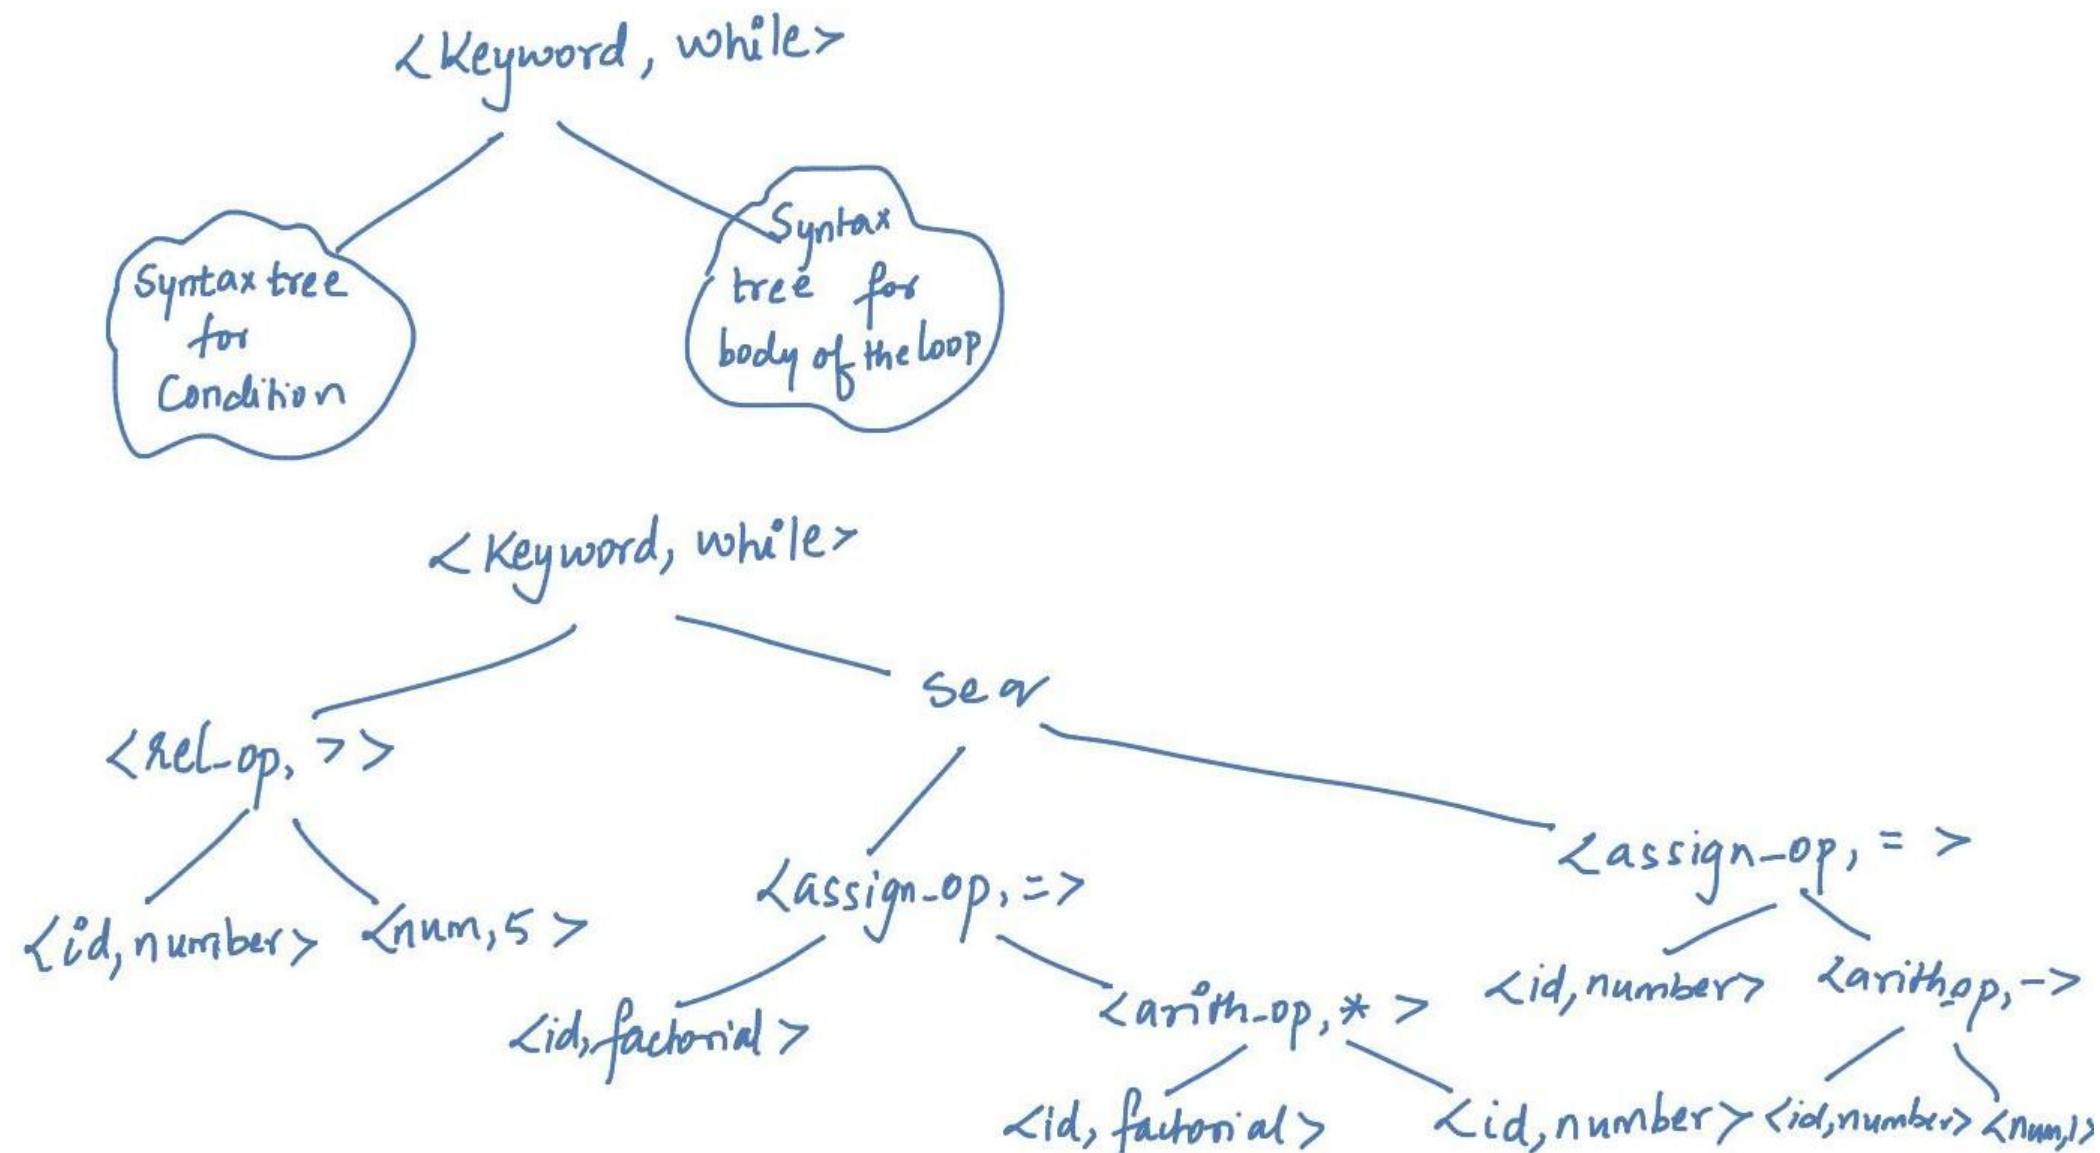 <Keyword, while>
Syntax tree
for
Condition
Syntax
tree for
body of the loop
<Keyword, while>
seq
<rel_op, >>
<id, number>
<num, 5>
<assign_op, =>
<assign_op, =>
<id, factorial>
<arith_op, *>
<id, number>
<arith_op, ->
<id, factorial>
<id, number>
<id, number>
<num, 1>